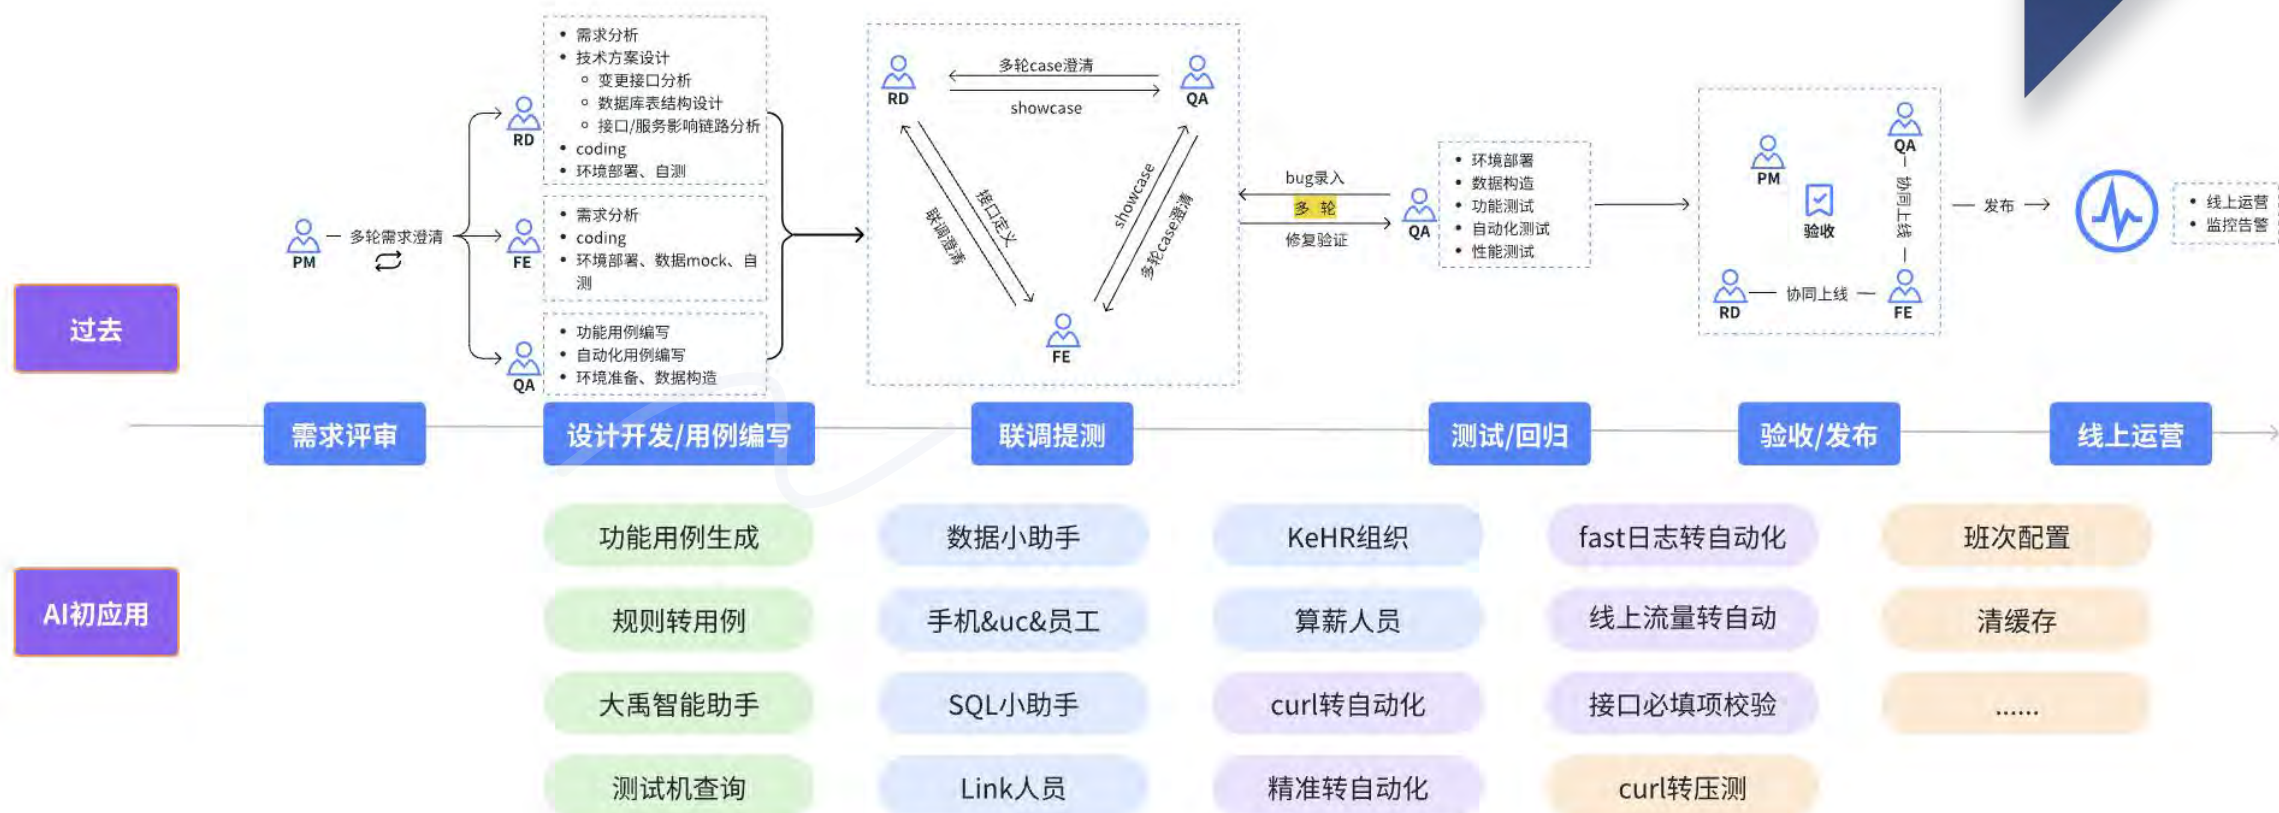 需求分析
技术方案设计
变更接口分析
数据库表结构设计
接口/服务影响链路分析
coding
环境部署、自测
RD
PM
多轮需求澄清
需求分析
coding
环境部署、数据mock、自
测
FE
功能用例编写
自动化用例编写
环境准备、数据构造
QA
RD
多轮case澄清
showcase
QA
接口定义
联调澄清
showcase
多轮case澄清
FE
bug录入
多 轮
修复验证
QA
环境部署
数据构造
功能测试
自动化测试
性能测试
PM
QA
验收
协同上线
RD
协同上线
FE
发布
线上运营
监控告警
过去
需求评审
设计开发/用例编写
联调提测
测试/回归
验收/发布
线上运营
AI初应用
功能用例生成
数据小助手
KeHR组织
fast日志转自动化
班次配置
规则转用例
手机&uc&员工
算薪人员
线上流量转自动
清缓存
大禹智能助手
SQL小助手
curl转自动化
接口必填项校验
......
测试机查询
Link人员
精准转自动化
curl转压测